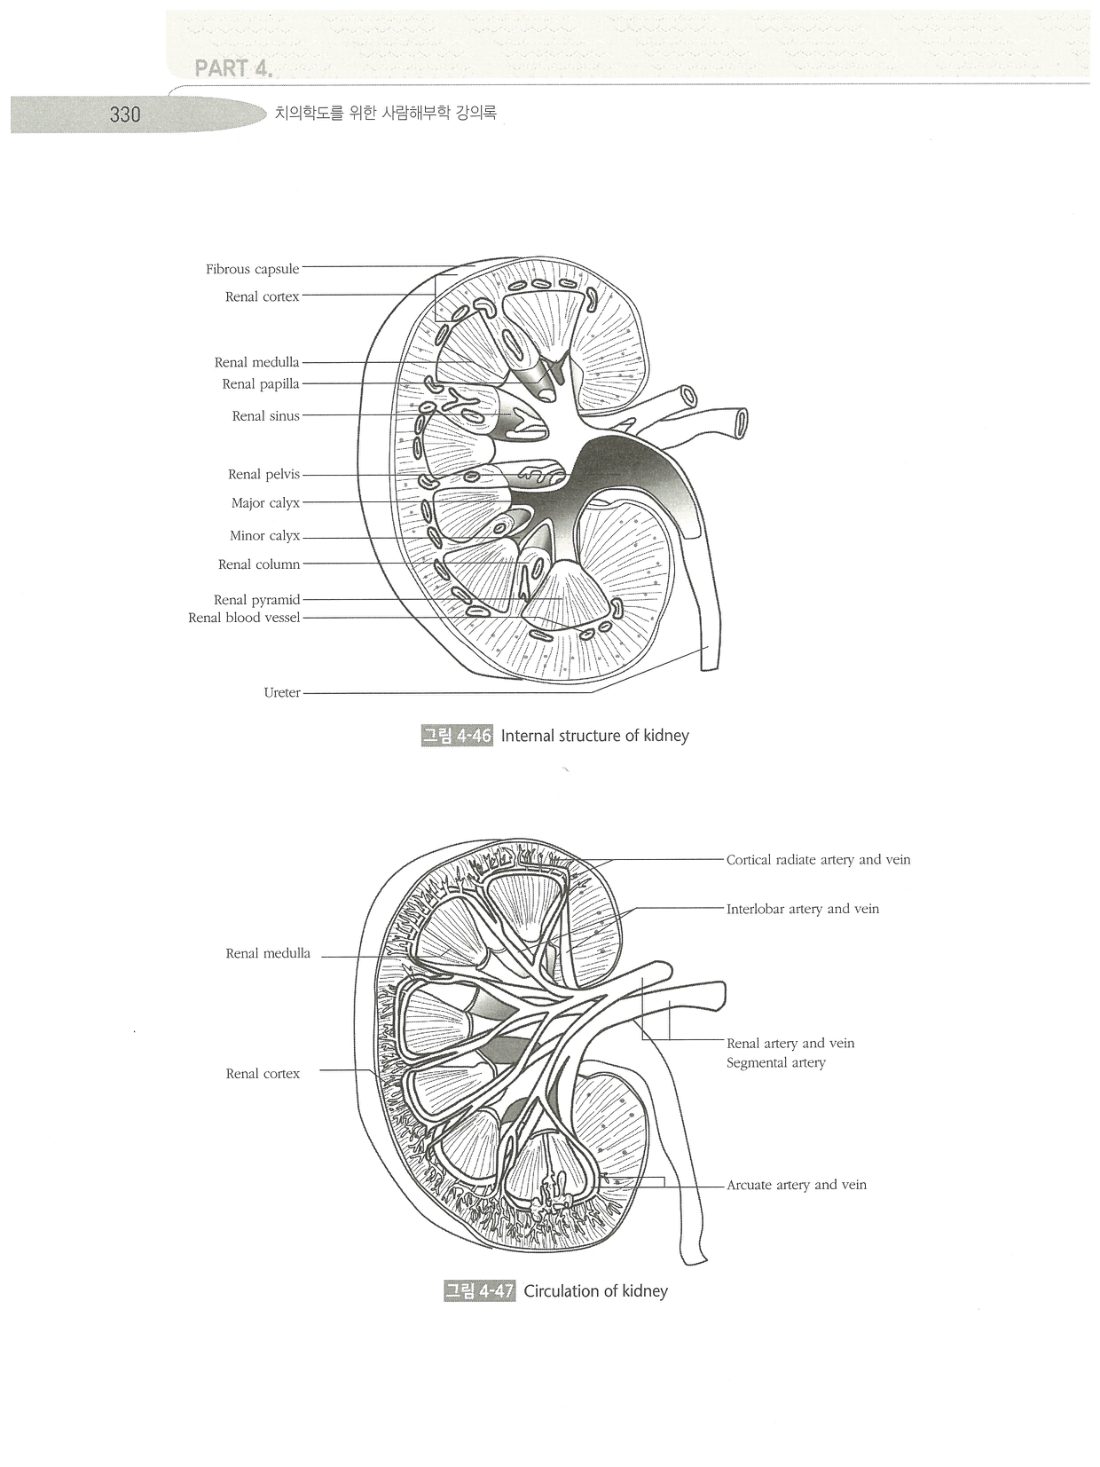 PART 4.
330
치의학도를 위한 사람해부학 강의록
Fibrous capsule
Renal cortex
Renal medulla
Renal papilla
Renal sinus
Renal pelvis
Major calyx
Minor calyx
Renal column
Renal pyramid
Renal blood vessel
Ureter
그림 4-46 Internal structure of kidney
Cortical radiate artery and vein
Interlobar artery and vein
Renal medulla
Renal artery and vein
Segmental artery
Renal cortex
Arcuate artery and vein
그림 4-47 Circulation of kidney